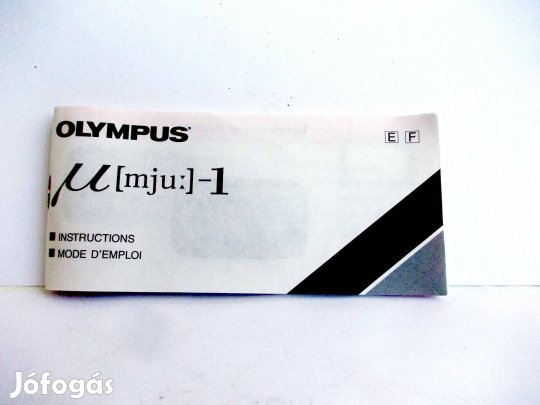 OLYMPUS
E F
µ[mju:]-1
INSTRUCTIONS
MODE D'EMPLOI
Jófogás